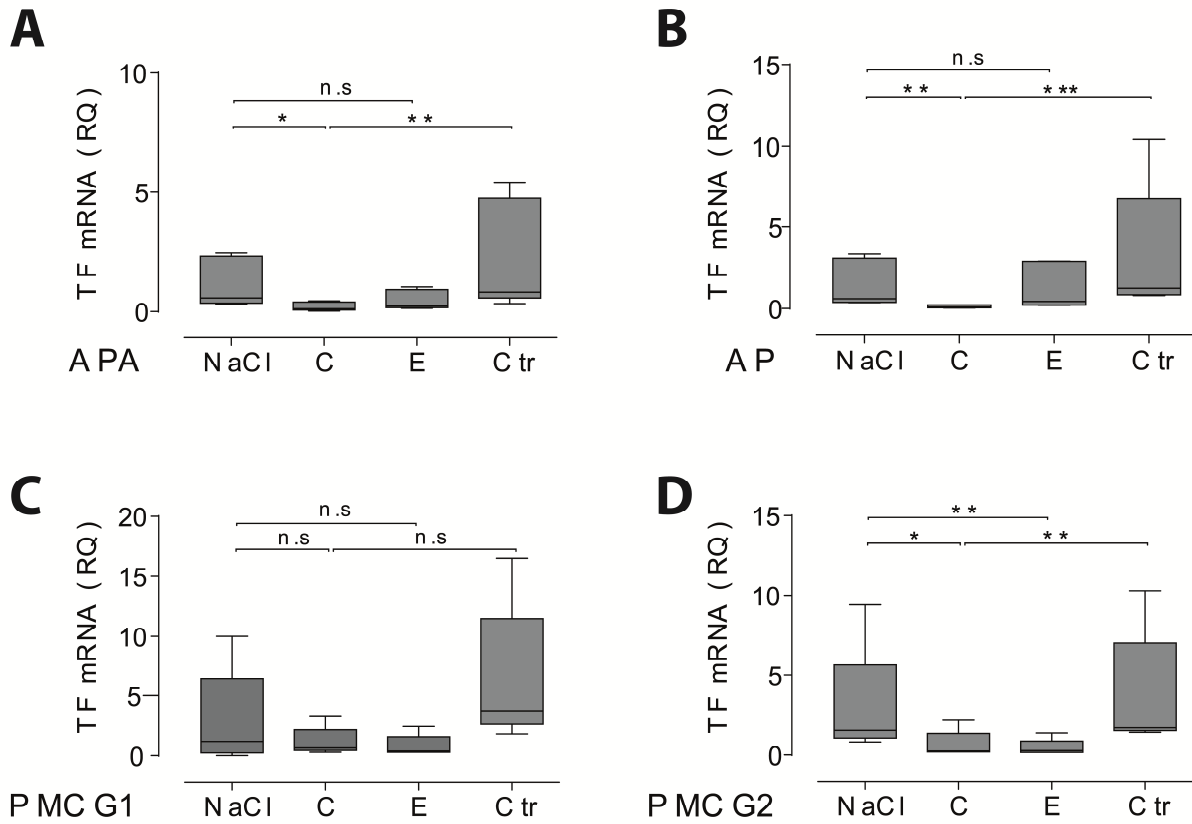 A
TF mRNA (RQ)
10
5
0
n.s
*
**
APA
NaCl
C
E
Ctr
B
TF mRNA (RQ)
15
10
5
0
n.s
**
***
AP
NaCl
C
E
Ctr
C
TF mRNA (RQ)
20
15
10
5
0
n.s
n.s
n.s
PMC G1
NaCl
C
E
Ctr
D
TF mRNA (RQ)
15
10
5
0
**
*
**
PMC G2
NaCl
C
E
Ctr